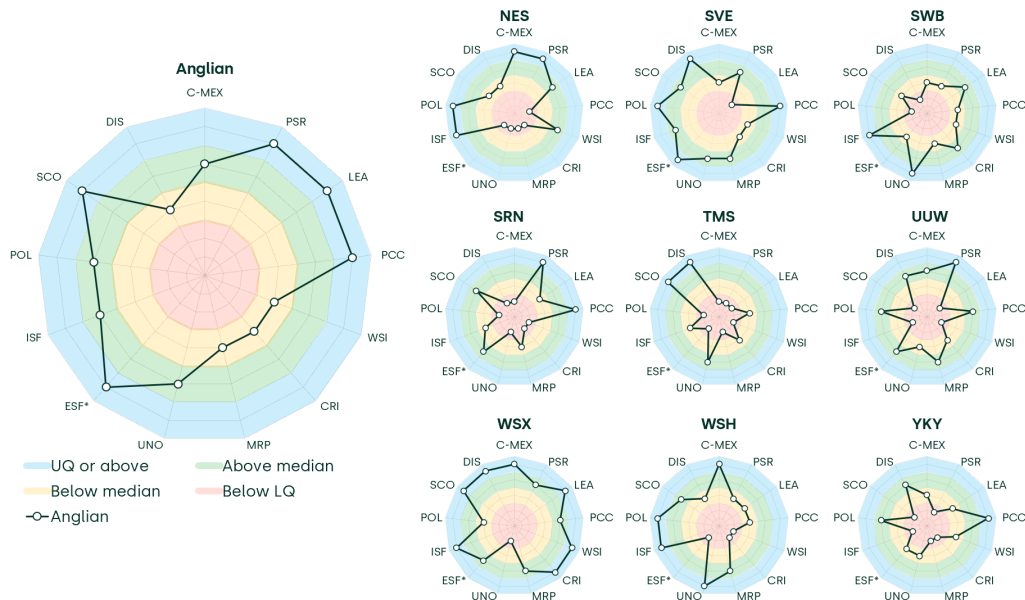 Anglian
C-MEX
PSR
LEA
PCC
WSI
CRI
MRP
UNO
ESF*
ISF
POL
SCO
DIS
UQ or above
Above median
Below median
Below LQ
Anglian
NES
C-MEX
PSR
LEA
PCC
WSI
CRI
MRP
UNO
ESF*
ISF
POL
SCO
DIS
SVE
C-MEX
PSR
LEA
PCC
WSI
CRI
MRP
UNO
ESF*
ISF
POL
SCO
DIS
SWB
C-MEX
PSR
LEA
PCC
WSI
CRI
MRP
UNO
ESF*
ISF
POL
SCO
DIS
SRN
C-MEX
PSR
LEA
PCC
WSI
CRI
MRP
UNO
ESF*
ISF
POL
SCO
DIS
TMS
C-MEX
PSR
LEA
PCC
WSI
CRI
MRP
UNO
ESF*
ISF
POL
SCO
DIS
UUW
C-MEX
PSR
LEA
PCC
WSI
CRI
MRP
UNO
ESF*
ISF
POL
SCO
DIS
WSX
C-MEX
PSR
LEA
PCC
WSI
CRI
MRP
UNO
ESF*
ISF
POL
SCO
DIS
WSH
C-MEX
PSR
LEA
PCC
WSI
CRI
MRP
UNO
ESF*
ISF
POL
SCO
DIS
YKY
C-MEX
PSR
LEA
PCC
WSI
CRI
MRP
UNO
ESF*
ISF
POL
SCO
DIS